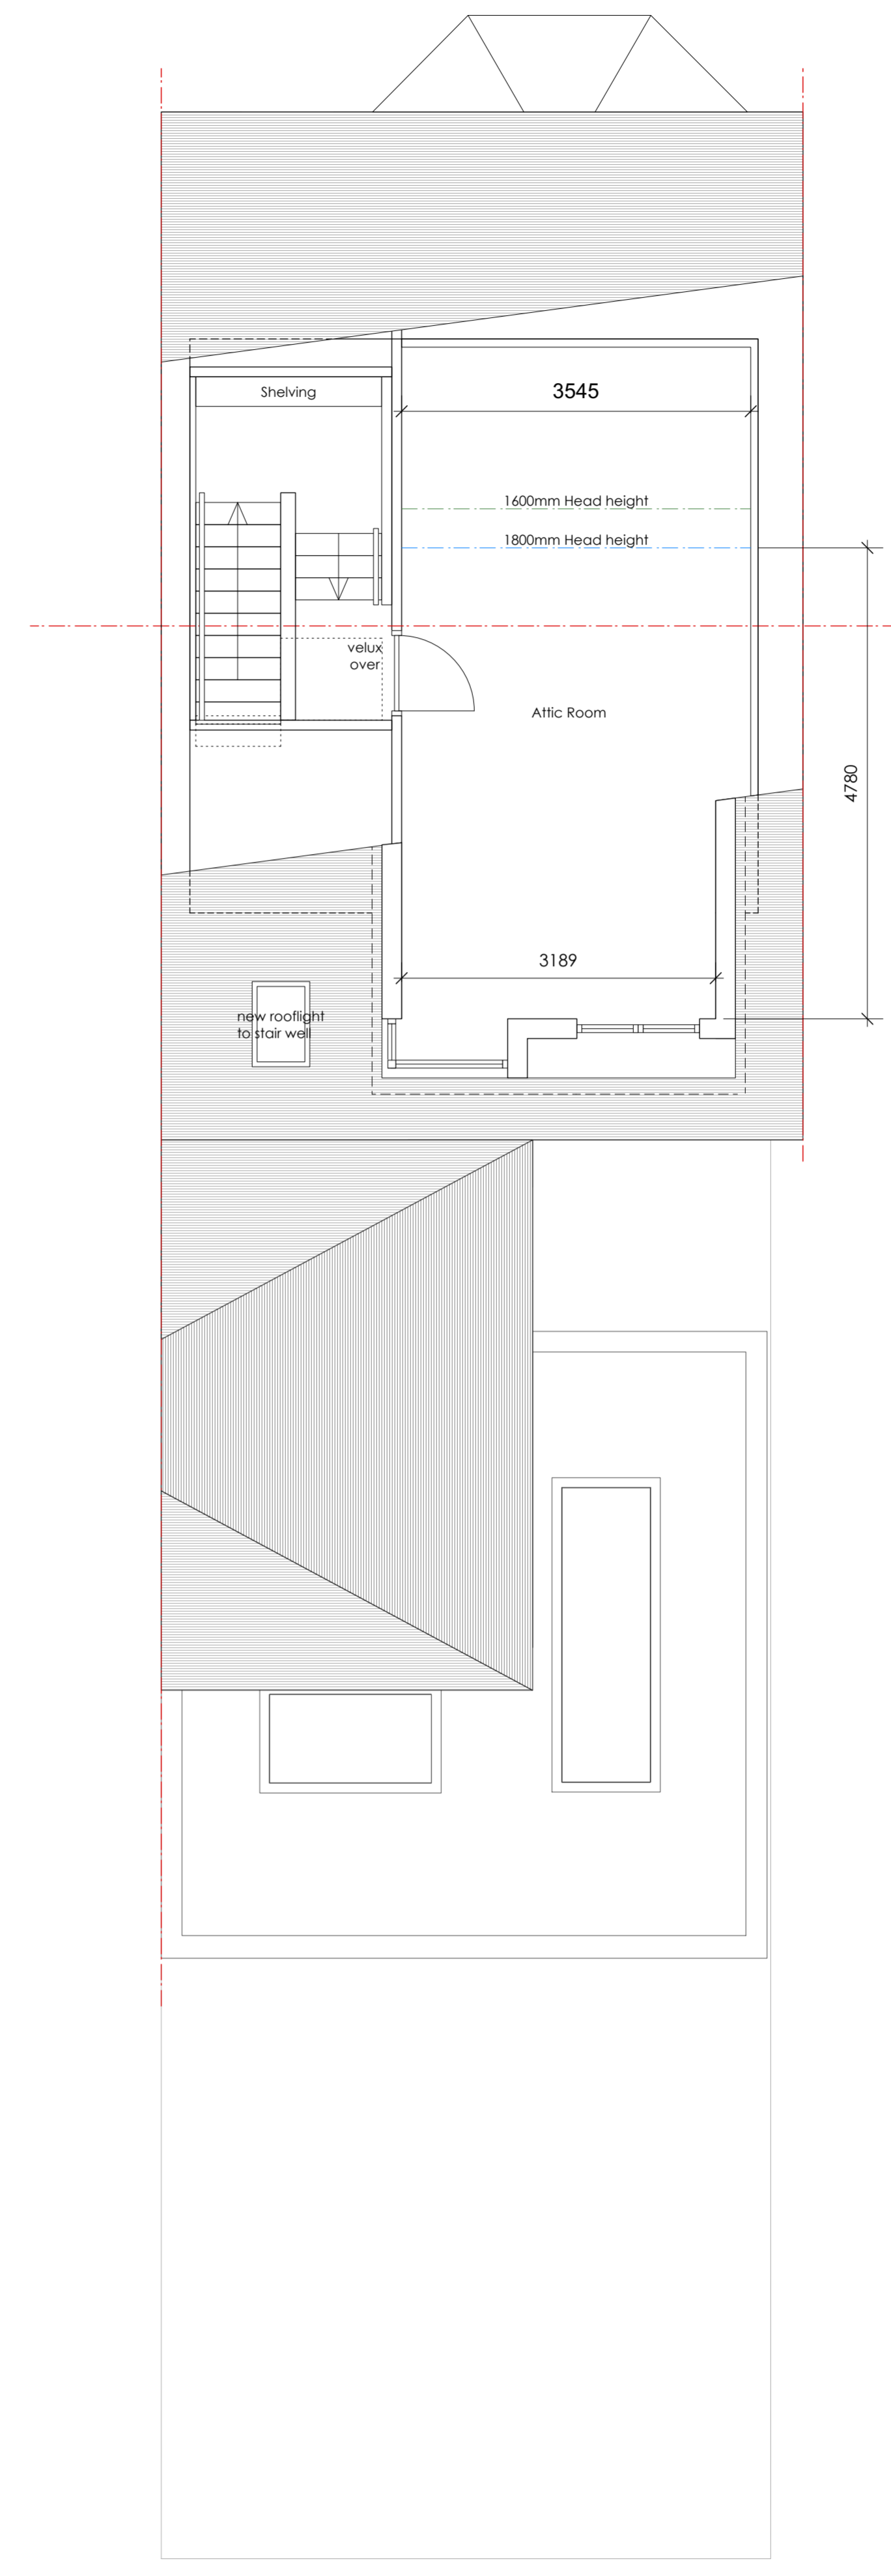 Shelving
3545
1600mm Head height
1800mm Head height
velux
over
Attic Room
4780
3189
new rooflight
to stair well